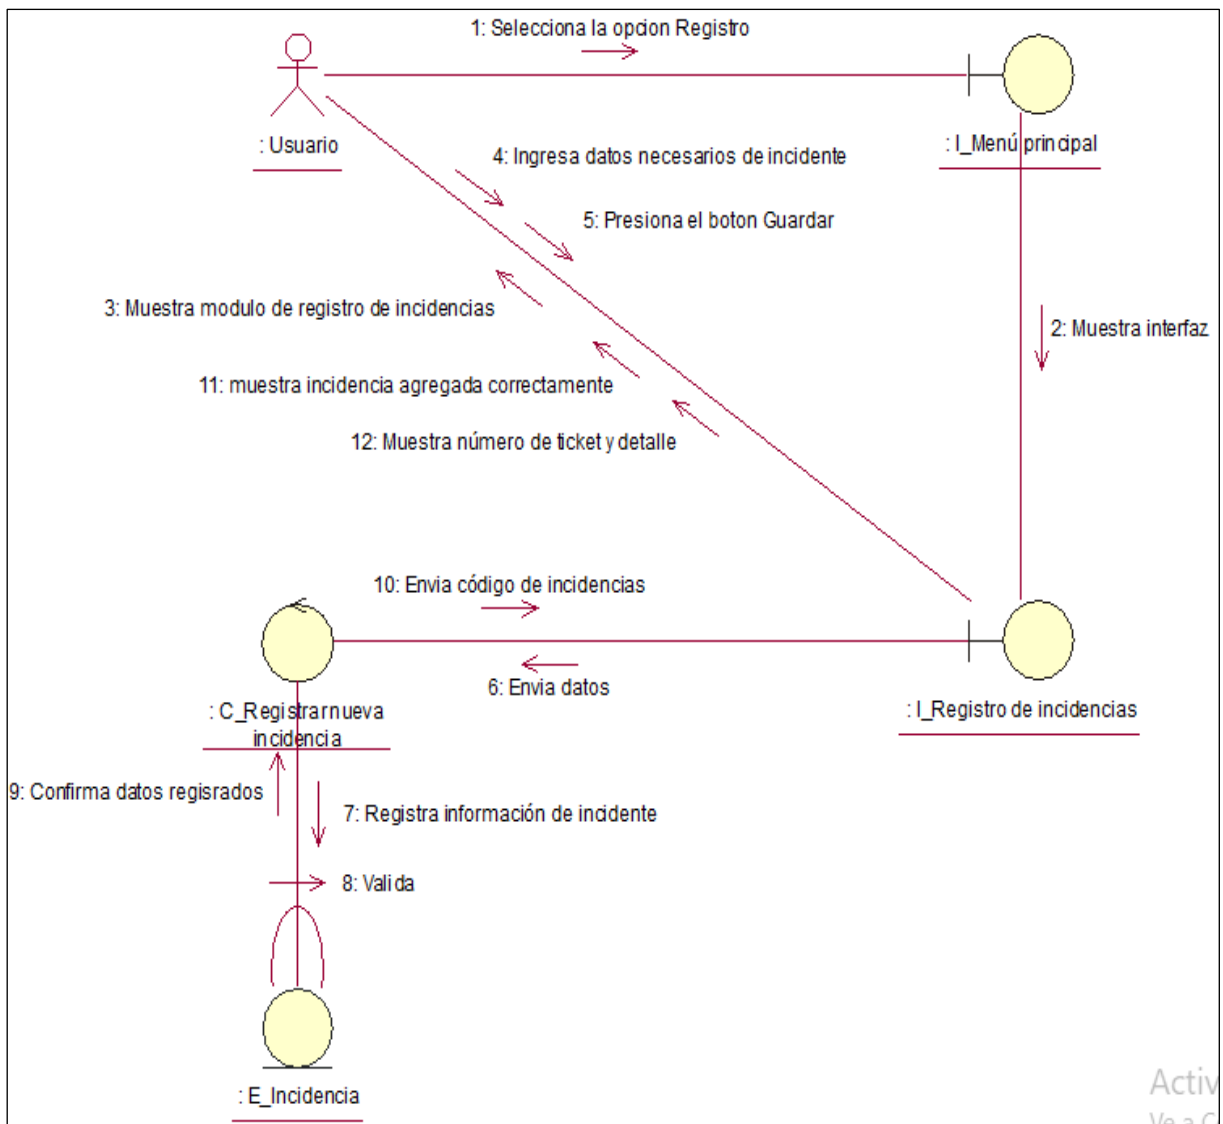 1: Selecciona la opcion Registro
: Usuario
: I_Menú principal
4: Ingresa datos necesarios de incidente
5: Presiona el boton Guardar
3: Muestra modulo de registro de incidencias
2: Muestra interfaz
11: muestra incidencia agregada correctamente
12: Muestra número de ticket y detalle
10: Envia código de incidencias
6: Envia datos
: C_Registrar nueva
incidencia
: I_Registro de incidencias
9: Confirma datos regisrados
7: Registra información de incidente
8: Valida
: E_Incidencia
Activ